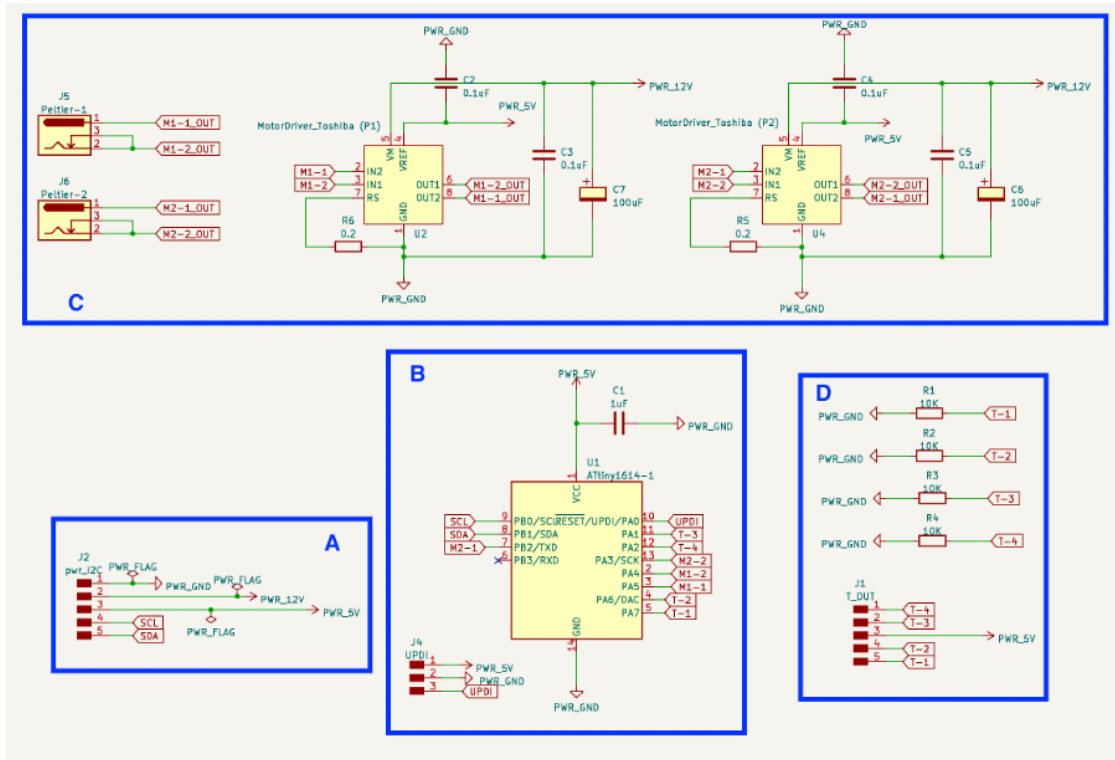 PWR_GND
C2
0.1uF
PWR_12V
PWR_5V
MotorDriver_Toshiba (P1)
5
4
VM
VREF
M1-1
2
IN2
M1-2
3
IN1
7
RS
OUT1
6
M1-2_OUT
OUT2
8
M1-1_OUT
GND
1
U2
R6
0.2
C3
0.1uF
C7
100uF
PWR_GND
PWR_GND
C4
0.1uF
PWR_12V
PWR_5V
MotorDriver_Toshiba (P2)
5
4
VM
VREF
M2-1
2
IN2
M2-2
3
IN1
7
RS
OUT1
6
M2-2_OUT
OUT2
8
M2-1_OUT
GND
1
U4
R5
0.2
C5
0.1uF
C6
100uF
PWR_GND
J5
Peltier-1
1
M1-1_OUT
3
2
M1-2_OUT
J6
Peltier-2
1
M2-1_OUT
3
2
M2-2_OUT
C
B
PWR_5V
C1
1uF
PWR_GND
U1
ATtiny1614-1
1
VCC
SCL
9
PB0/SCL
RESET/UPDI/PA0
10
UPDI
SDA
8
PB1/SDA
PA1
11
T-3
M2-1
7
PB2/TXD
PA2
12
T-4
6
PB3/RXD
PA3/SCK
13
M2-2
PA4
2
M1-2
PA5
3
M1-1
PA6/DAC
4
T-2
PA7
5
T-1
GND
14
PWR_GND
J4
UPDI
1
PWR_5V
2
PWR_GND
3
UPDI
A
J2
pwr_I2C
PWR_FLAG
1
PWR_GND
PWR_FLAG
2
PWR_12V
3
PWR_5V
PWR_FLAG
4
SCL
5
SDA
D
R1
10K
PWR_GND
T-1
R2
10K
PWR_GND
T-2
R3
10K
PWR_GND
T-3
R4
10K
PWR_GND
T-4
J1
T_OUT
1
T-4
2
T-3
3
PWR_5V
4
T-2
5
T-1